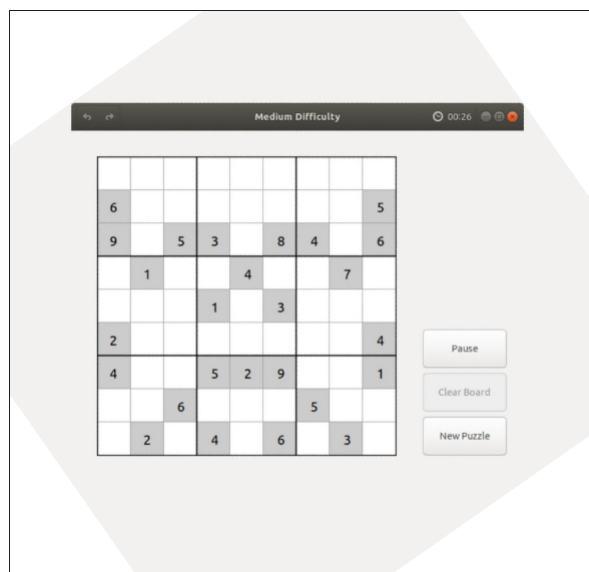 Medium Difficulty 00:26
6 5
9 5 3 8 4 6
1 4 7
1 3
2 4
4 5 2 9 1
6 5
2 4 6 3
Pause
Clear Board
New Puzzle